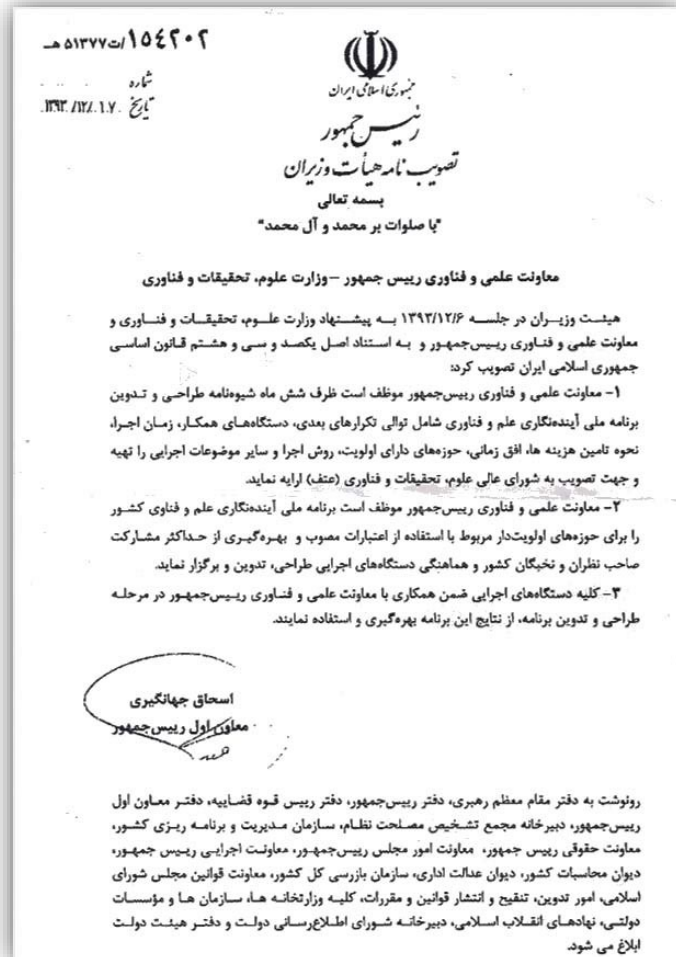 ۱۵۴۲۰۲/ت۵۱۳۷۷هـ
شماره
تاریخ ۱۳۹۳/۱۲/۰۷
جمهوری اسلامی ایران
رئیس جمهور
تصویب نامه هیأت وزیران
بسمه تعالی
"با صلوات بر محمد و آل محمد"
معاونت علمی و فناوری رییس جمهور – وزارت علوم، تحقیقات و فناوری
هیئت وزیران در جلسه ۱۳۹۳/۱۲/۶ به پیشنهاد وزارت علوم، تحقیقات و فناوری و
معاونت علمی و فناوری رییس‌جمهور و به استناد اصل یکصد و سی و هشتم قانون اساسی
جمهوری اسلامی ایران تصویب کرد:
۱- معاونت علمی و فناوری رییس‌جمهور موظف است ظرف شش ماه شیوه‌نامه طراحی و تدوین
برنامه ملی آینده‌نگاری علم و فناوری شامل توالی تکرارهای بعدی، دستگاه‌های همکار، زمان اجرا،
نحوه تامین هزینه ها، افق زمانی، حوزه‌های دارای اولویت، روش اجرا و سایر موضوعات اجرایی را تهیه
و جهت تصویب به شورای عالی علوم، تحقیقات و فناوری (عتف) ارایه نماید.
۲- معاونت علمی و فناوری رییس‌جمهور موظف است برنامه ملی آینده‌نگاری علم و فناوی کشور
را برای حوزه‌های اولویت‌دار مربوط با استفاده از اعتبارات مصوب و بهره‌گیری از حداکثر مشارکت
صاحب نظران و نخبگان کشور و هماهنگی دستگاه‌های اجرایی طراحی، تدوین و برگزار نماید.
۳- کلیه دستگاه‌های اجرایی ضمن همکاری با معاونت علمی و فناوری رییس‌جمهور در مرحله
طراحی و تدوین برنامه، از نتایج این برنامه بهره‌گیری و استفاده نمایند.
اسحاق جهانگیری
معاون اول رییس‌جمهور
رونوشت به دفتر مقام معظم رهبری، دفتر رییس‌جمهور، دفتر رییس قوه قضاییه، دفتر معاون اول
رییس‌جمهور، دبیرخانه مجمع تشخیص مصلحت نظام، سازمان مدیریت و برنامه ریزی کشور،
معاونت حقوقی رییس جمهور، معاونت امور مجلس رییس‌جمهور، معاونت اجرایی رییس جمهور،
دیوان محاسبات کشور، دیوان عدالت اداری، سازمان بازرسی کل کشور، معاونت قوانین مجلس شورای
اسلامی، امور تدوین، تنقیح و انتشار قوانین و مقررات، کلیه وزارتخانه ها، سازمان ها و مؤسسات
دولتی، نهادهای انقلاب اسلامی، دبیرخانه شورای اطلاع‌رسانی دولت و دفتر هیئت دولت
ابلاغ می شود.